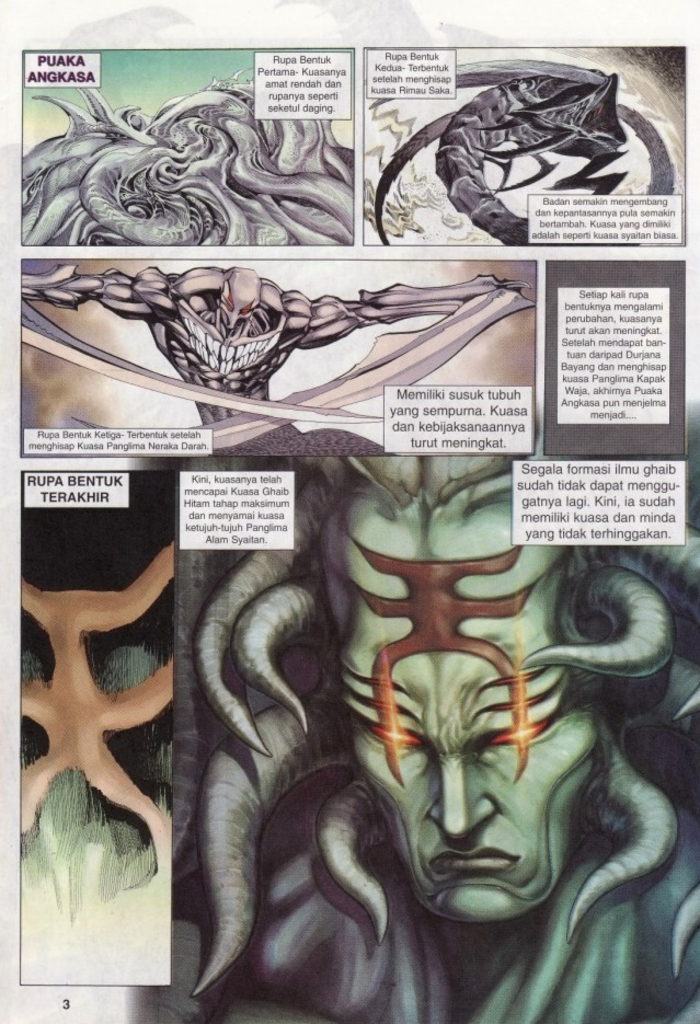 PUAKA
ANGKASA
Rupa Bentuk
Pertama- Kuasanya
amat rendah dan
rupanya seperti
seketul daging.
Rupa Bentuk
Kedua- Terbentuk
setelah menghisap
kuasa Rimau Saka.
Badan semakin mengembang
dan kepantasannya pula semakin
bertambah. Kuasa yang dimiliki
adalah seperti kuasa syaitan biasa.
Rupa Bentuk Ketiga- Terbentuk setelah
menghisap Kuasa Panglima Neraka Darah.
Memiliki susuk tubuh
yang sempurna. Kuasa
dan kebijaksanaannya
turut meningkat.
Setiap kali rupa
bentuknya mengalami
perubahan, kuasanya
turut akan meningkat.
Setelah mendapat ban-
tuan daripad Durjana
Bayang dan menghisap
kuasa Panglima Kapak
Waja, akhirnya Puaka
Angkasa pun menjelma
menjadi....
RUPA BENTUK
TERAKHIR
Kini, kuasanya telah
mencapai Kuasa Ghaib
Hitam tahap maksimum
dan menyamai kuasa
ketujuh-tujuh Panglima
Alam Syaitan.
Segala formasi ilmu ghaib
sudah tidak dapat menggu-
gatnya lagi. Kini, ia sudah
memiliki kuasa dan minda
yang tidak terhinggakan.
3